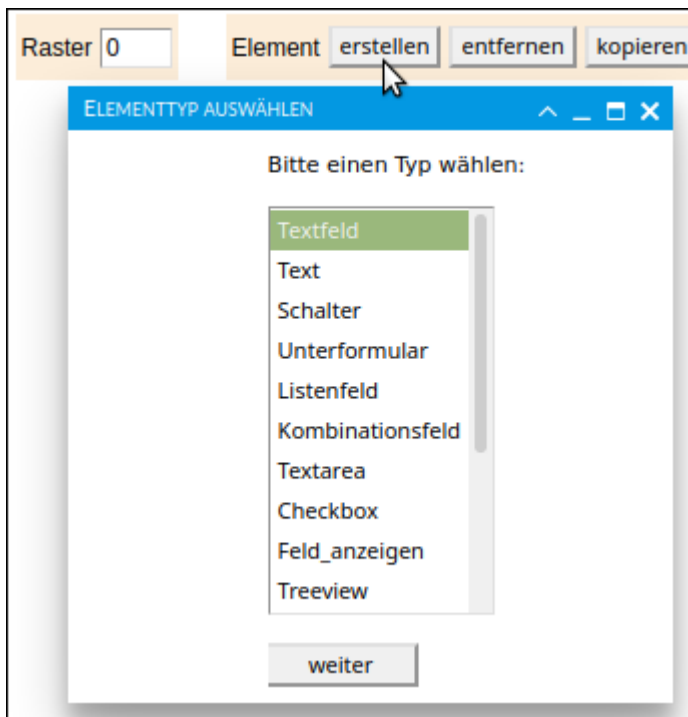 Raster 0 Element erstellen entfernen kopieren
ELEMENTTYP AUSWÄHLEN
Bitte einen Typ wählen:
Textfeld
Text
Schalter
Unterformular
Listenfeld
Kombinationsfeld
Textarea
Checkbox
Feld_anzeigen
Treeview
weiter